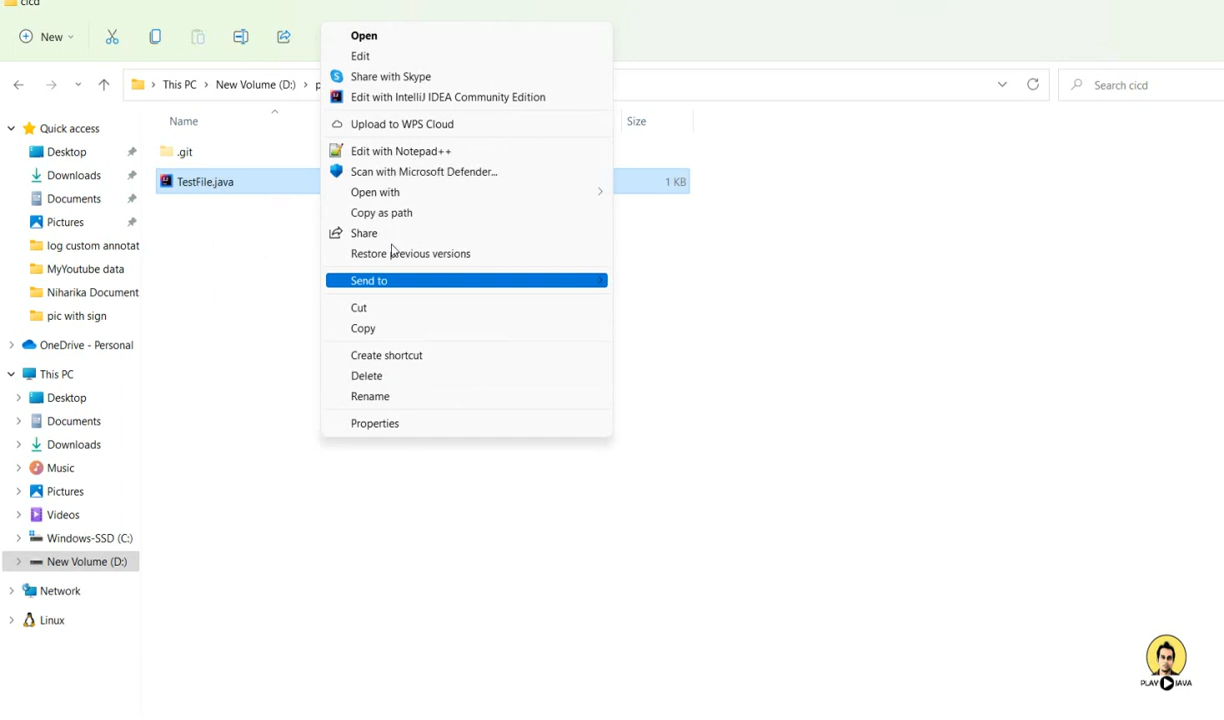 cicd
New
This PC > New Volume (D:) > p
Search cicd
Name
Size
Quick access
Desktop
Downloads
Documents
Pictures
log custom annotat
MyYoutube data
Niharika Document
pic with sign
OneDrive - Personal
This PC
Desktop
Documents
Downloads
Music
Pictures
Videos
Windows-SSD (C:)
New Volume (D:)
Network
Linux
.git
TestFile.java
1 KB
Open
Edit
Share with Skype
Edit with IntelliJ IDEA Community Edition
Upload to WPS Cloud
Edit with Notepad++
Scan with Microsoft Defender...
Open with
Copy as path
Share
Restore previous versions
Send to
Cut
Copy
Create shortcut
Delete
Rename
Properties
PLAY JAVA